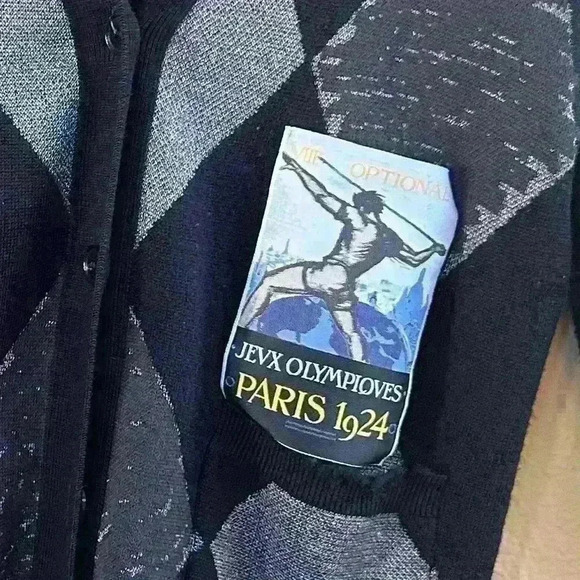 VIIIE OPTIONAL
JEVX OLYMPIQVES
PARIS 1924